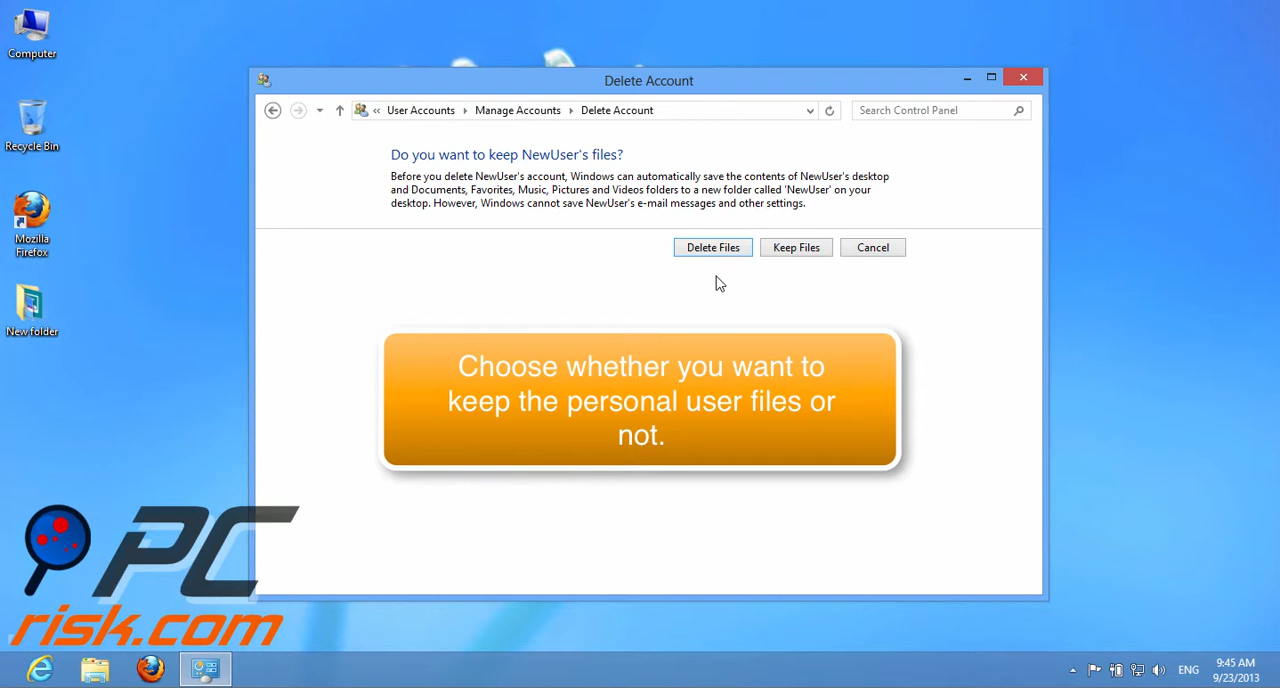 Computer
Recycle Bin
Mozilla
Firefox
New folder
Delete Account
« User Accounts Manage Accounts Delete Account
Search Control Panel
Do you want to keep NewUser's files?
Before you delete NewUser's account, Windows can automatically save the contents of NewUser's desktop
and Documents, Favorites, Music, Pictures and Videos folders to a new folder called 'NewUser' on your
desktop. However, Windows cannot save NewUser's e-mail messages and other settings.
Delete Files Keep Files Cancel
Choose whether you want to
keep the personal user files or
not.
PC
risk.com
ENG
9:45 AM
9/23/2013